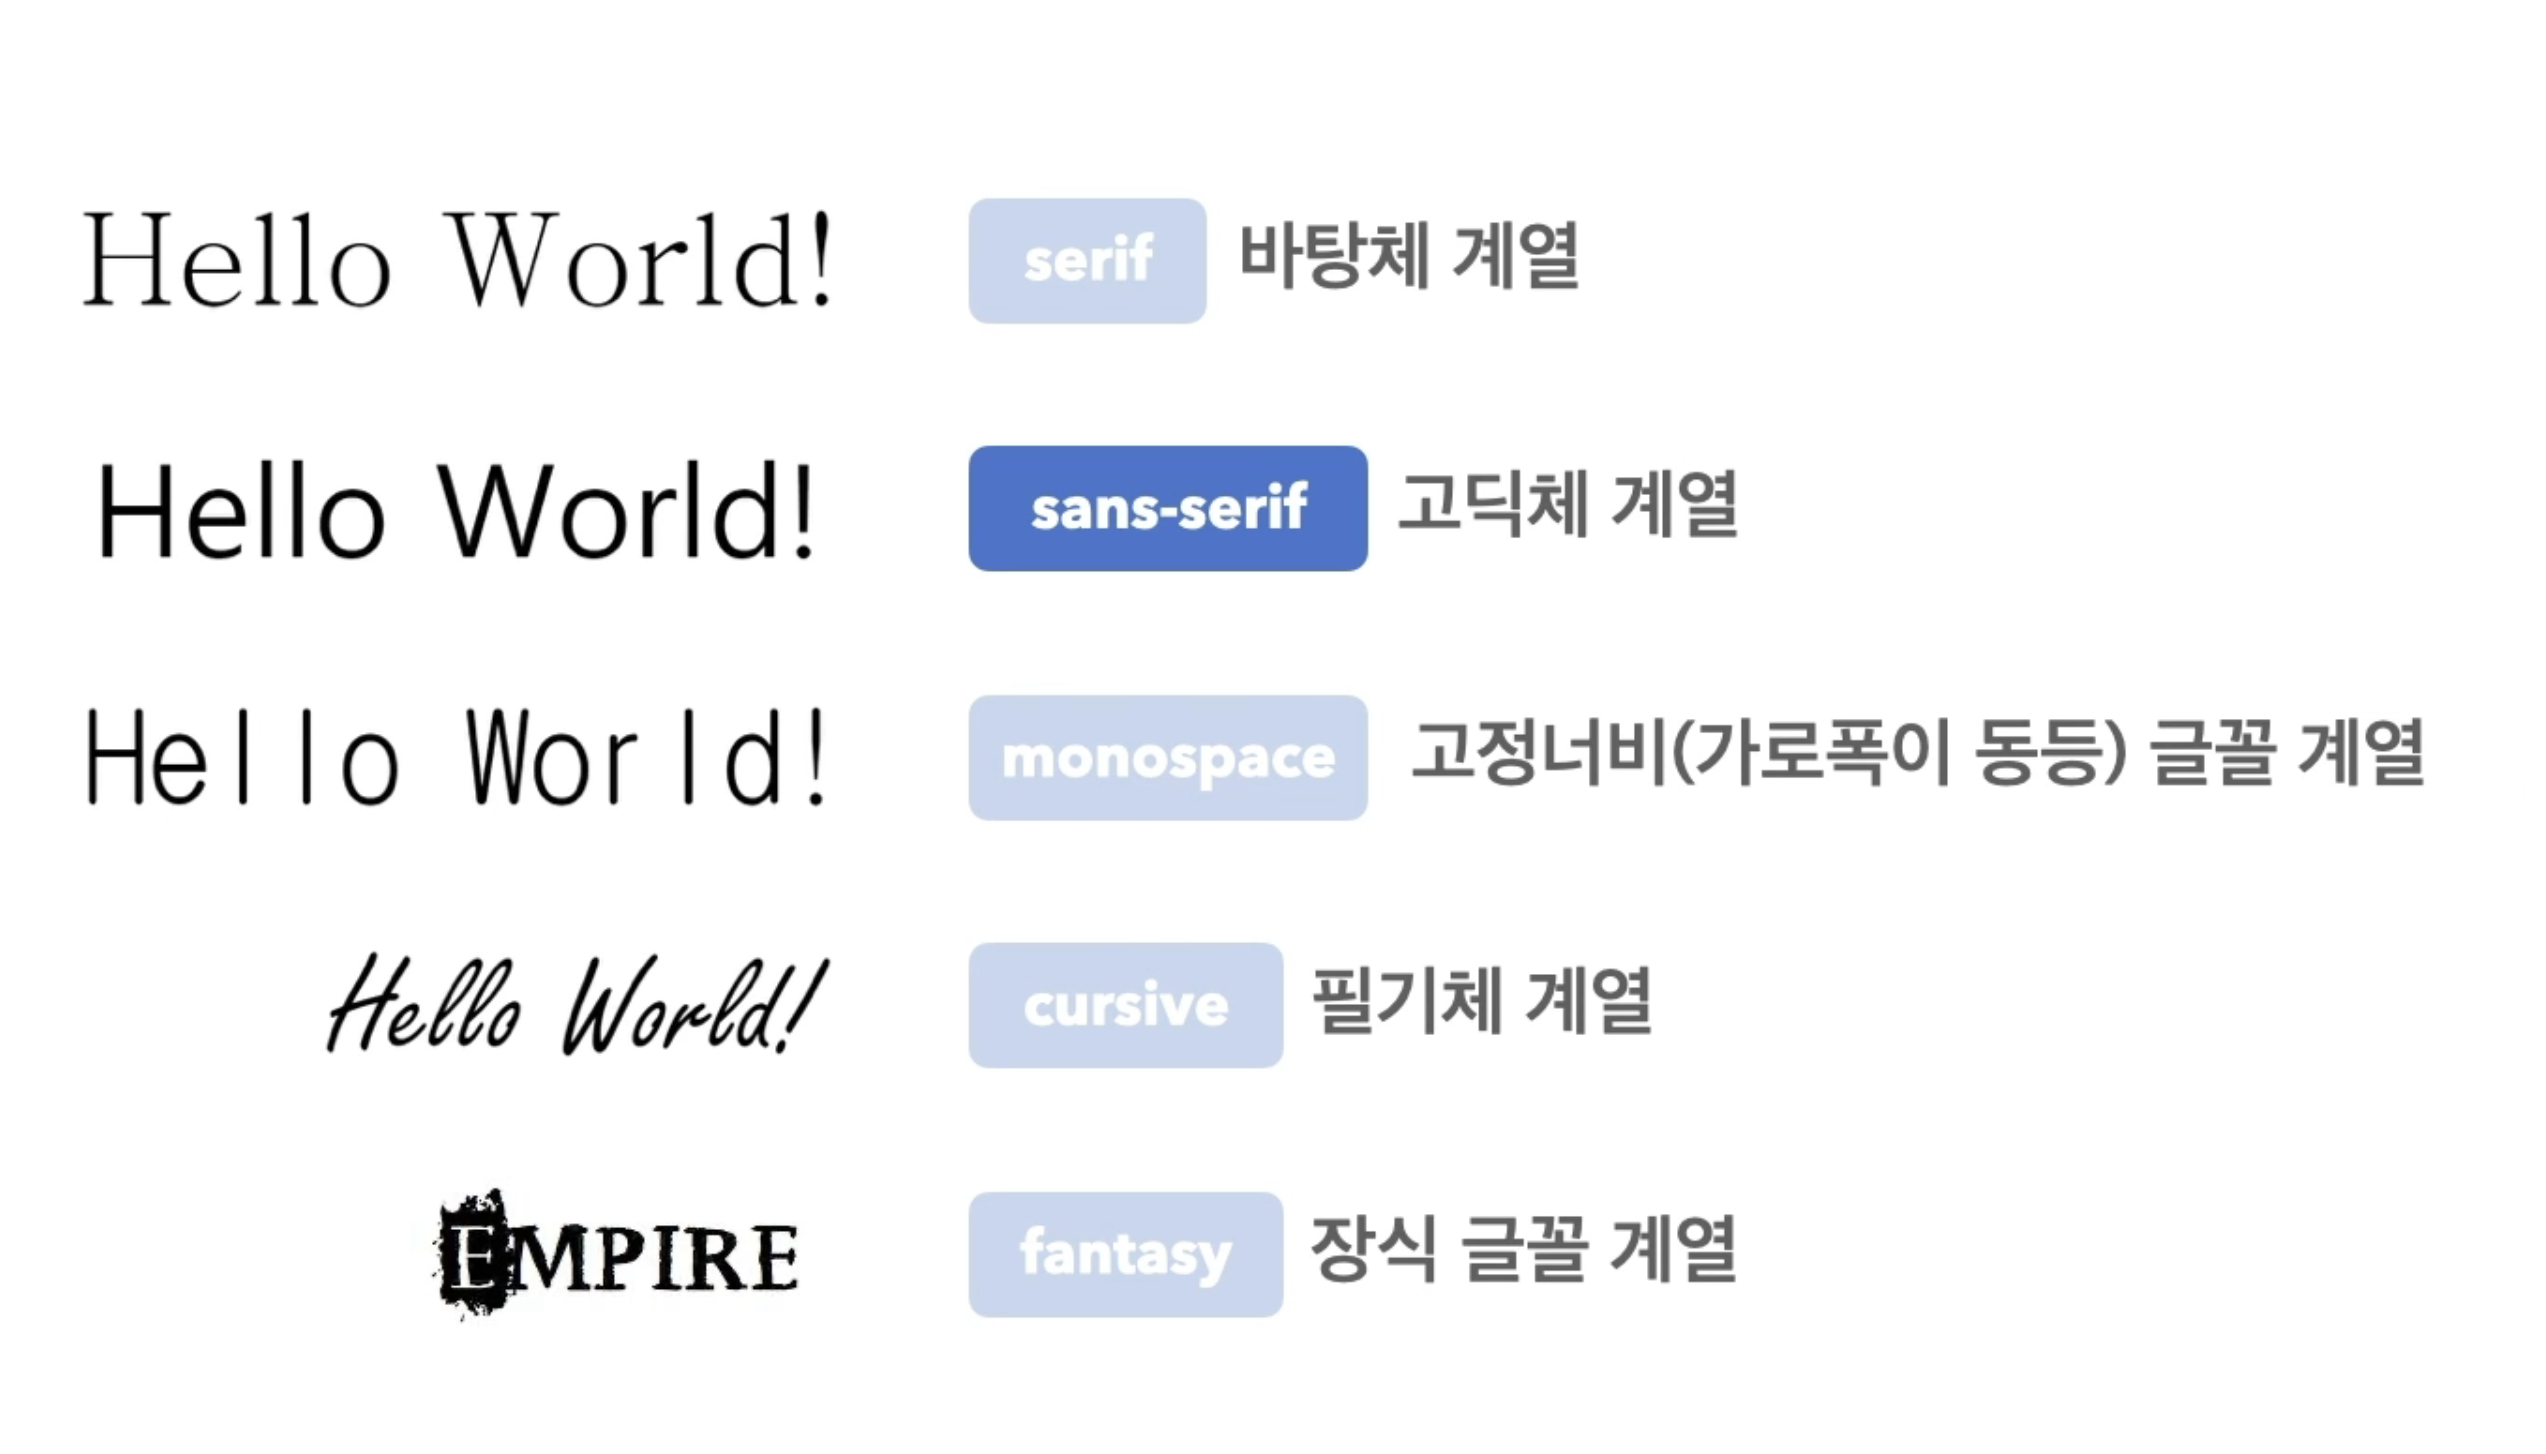 Hello World! serif 바탕체 계열
Hello World! sans-serif 고딕체 계열
Hello World! monospace 고정너비(가로폭이 동등) 글꼴 계열
Hello World! cursive 필기체 계열
EMPIRE fantasy 장식 글꼴 계열